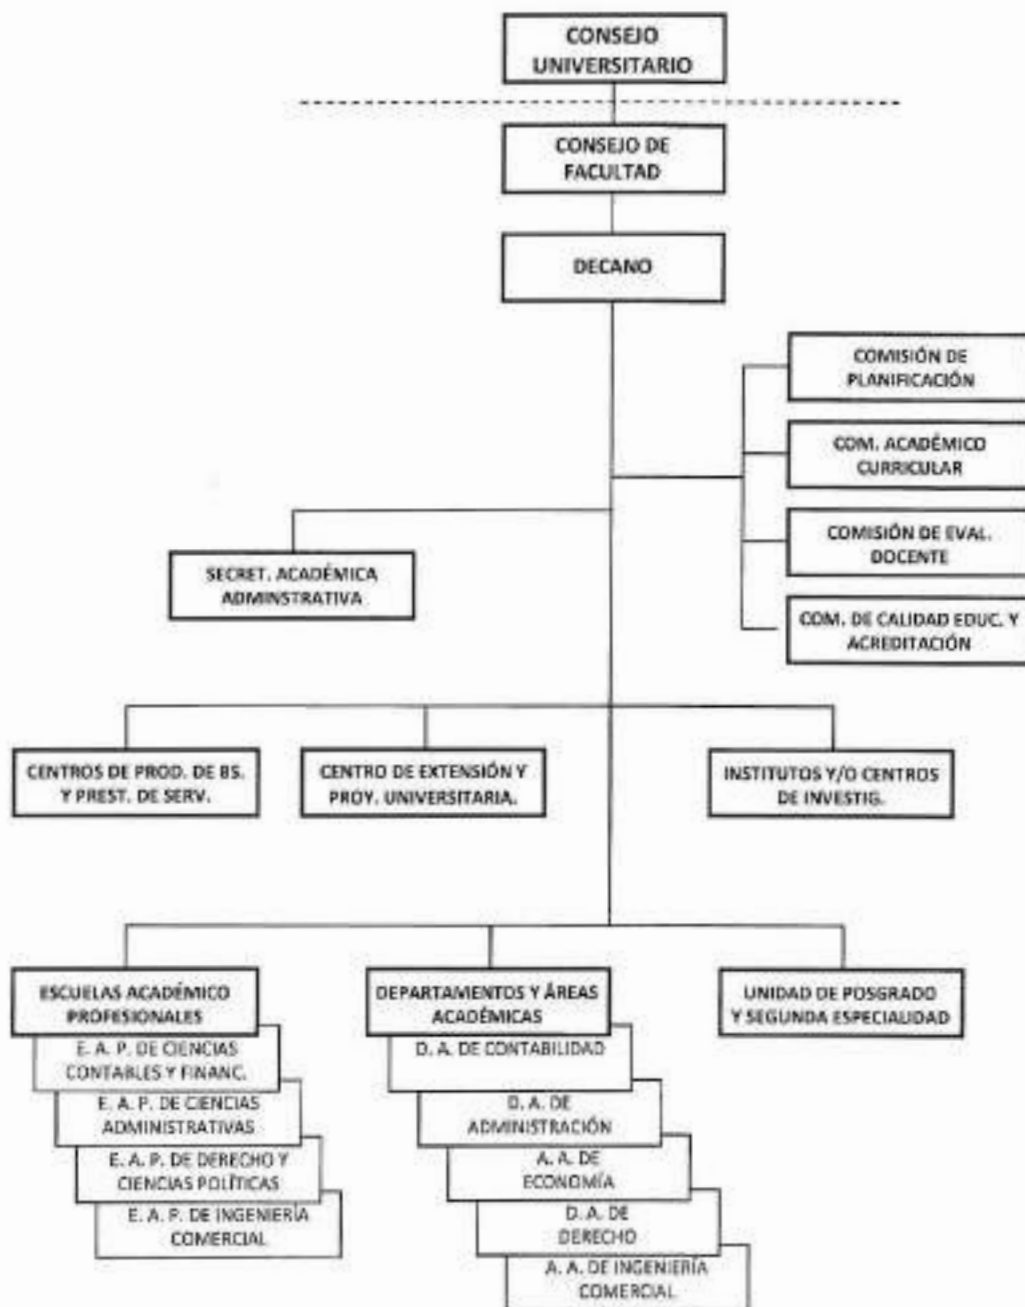 CONSEJO
UNIVERSITARIO
CONSEJO DE
FACULTAD
DECANO
COMISIÓN DE
PLANIFICACIÓN
COM. ACADÉMICO
CURRICULAR
COMISIÓN DE EVAL.
DOCENTE
COM. DE CALIDAD EDUC. Y
ACREDITACIÓN
SECRET. ACADÉMICA
ADMINSTRATIVA
CENTROS DE PROD. DE BS.
Y PREST. DE SERV.
CENTRO DE EXTENSIÓN Y
PROY. UNIVERSITARIA.
INSTITUTOS Y/O CENTROS
DE INVESTIG.
ESCUELAS ACADÉMICO
PROFESIONALES
E. A. P. DE CIENCIAS
CONTABLES Y FINANC.
E. A. P. DE CIENCIAS
ADMINISTRATIVAS
E. A. P. DE DERECHO Y
CIENCIAS POLÍTICAS
E. A. P. DE INGENIERÍA
COMERCIAL
DEPARTAMENTOS Y ÁREAS
ACADÉMICAS
D. A. DE CONTABILIDAD
D. A. DE
ADMINISTRACIÓN
A. A. DE
ECONOMÍA
D. A. DE
DERECHO
A. A. DE INGENIERÍA
COMERCIAL
UNIDAD DE POSGRADO
Y SEGUNDA ESPECIALIDAD